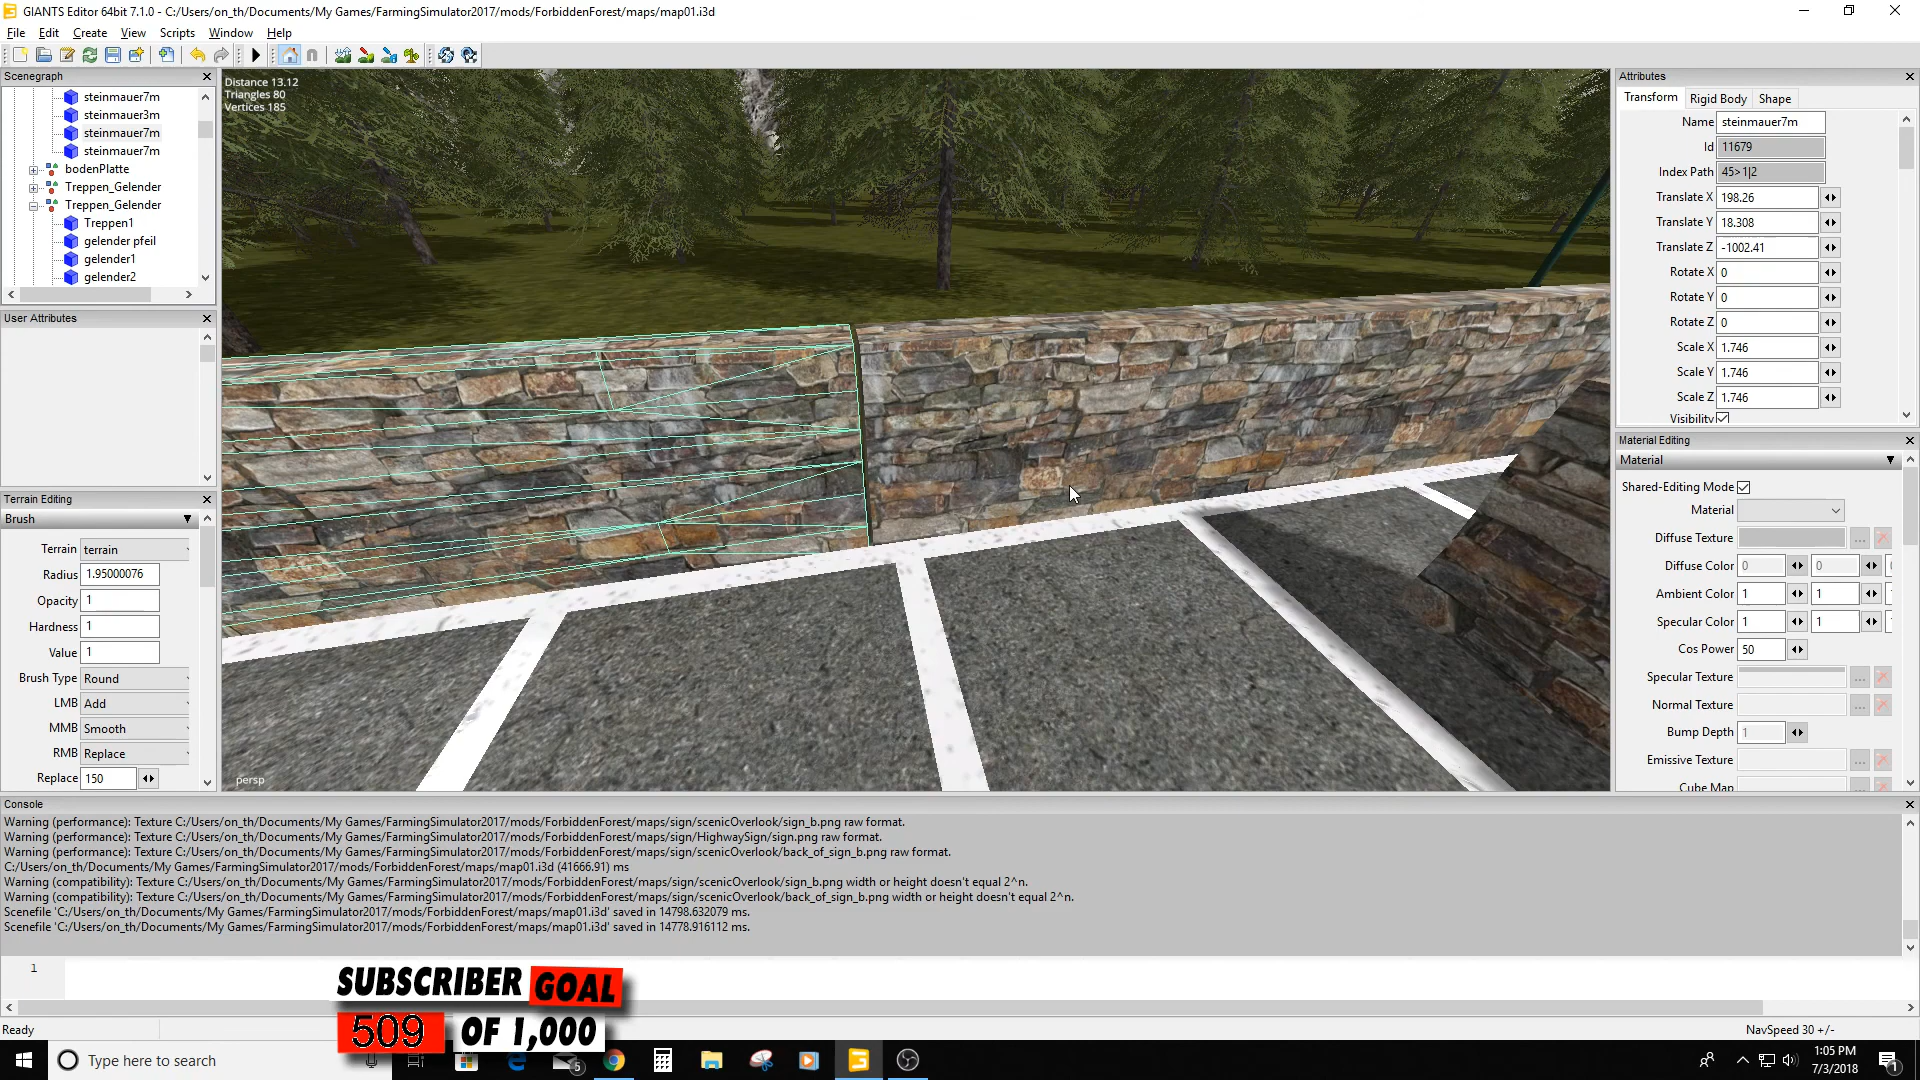 GIANTS Editor 64bit 7.1.0 - C:/Users/on_th/Documents/My Games/FarmingSimulator2017/mods/ForbiddenForest/maps/map01.i3d
File Edit Create View Scripts Window Help
Scenegraph
steinmauer7m
steinmauer3m
steinmauer7m
steinmauer7m
bodenPlatte
Treppen_Gelender
Treppen_Gelender
Treppen1
gelender pfeil
gelender1
gelender2
User Attributes
Terrain Editing
Brush
Terrain terrain
Radius 1.95000076
Opacity 1
Hardness 1
Value 1
Brush Type Round
LMB Add
MMB Smooth
RMB Replace
Replace 150
Distance 13.12
Triangles 80
Vertices 185
persp
Attributes
Transform Rigid Body Shape
Name steinmauer7m
Id 11679
Index Path 45>1|2
Translate X 198.26
Translate Y 18.308
Translate Z -1002.41
Rotate X 0
Rotate Y 0
Rotate Z 0
Scale X 1.746
Scale Y 1.746
Scale Z 1.746
Visibility
Material Editing
Material
Shared-Editing Mode
Material
Diffuse Texture ...
Diffuse Color 0 0
Ambient Color 1 1
Specular Color 1 1
Cos Power 50
Specular Texture ...
Normal Texture ...
Bump Depth 1
Emissive Texture ...
Cube Map
Console
Warning (performance): Texture C:/Users/on_th/Documents/My Games/FarmingSimulator2017/mods/ForbiddenForest/maps/sign/scenicOverlook/sign_b.png raw format.
Warning (performance): Texture C:/Users/on_th/Documents/My Games/FarmingSimulator2017/mods/ForbiddenForest/maps/sign/HighwaySign/sign.png raw format.
Warning (performance): Texture C:/Users/on_th/Documents/My Games/FarmingSimulator2017/mods/ForbiddenForest/maps/sign/scenicOverlook/back_of_sign_b.png raw format.
C:/Users/on_th/Documents/My Games/FarmingSimulator2017/mods/ForbiddenForest/maps/map01.i3d (41666.91) ms
Warning (compatibility): Texture C:/Users/on_th/Documents/My Games/FarmingSimulator2017/mods/ForbiddenForest/maps/sign/scenicOverlook/sign_b.png width or height doesn't equal 2^n.
Warning (compatibility): Texture C:/Users/on_th/Documents/My Games/FarmingSimulator2017/mods/ForbiddenForest/maps/sign/scenicOverlook/back_of_sign_b.png width or height doesn't equal 2^n.
Scenefile 'C:/Users/on_th/Documents/My Games/FarmingSimulator2017/mods/ForbiddenForest/maps/map01.i3d' saved in 14798.632079 ms.
Scenefile 'C:/Users/on_th/Documents/My Games/FarmingSimulator2017/mods/ForbiddenForest/maps/map01.i3d' saved in 14778.916112 ms.
1
SUBSCRIBER GOAL
509 OF 1,000
Ready
NavSpeed 30 +/-
Type here to search
5
1:05 PM
7/3/2018
1